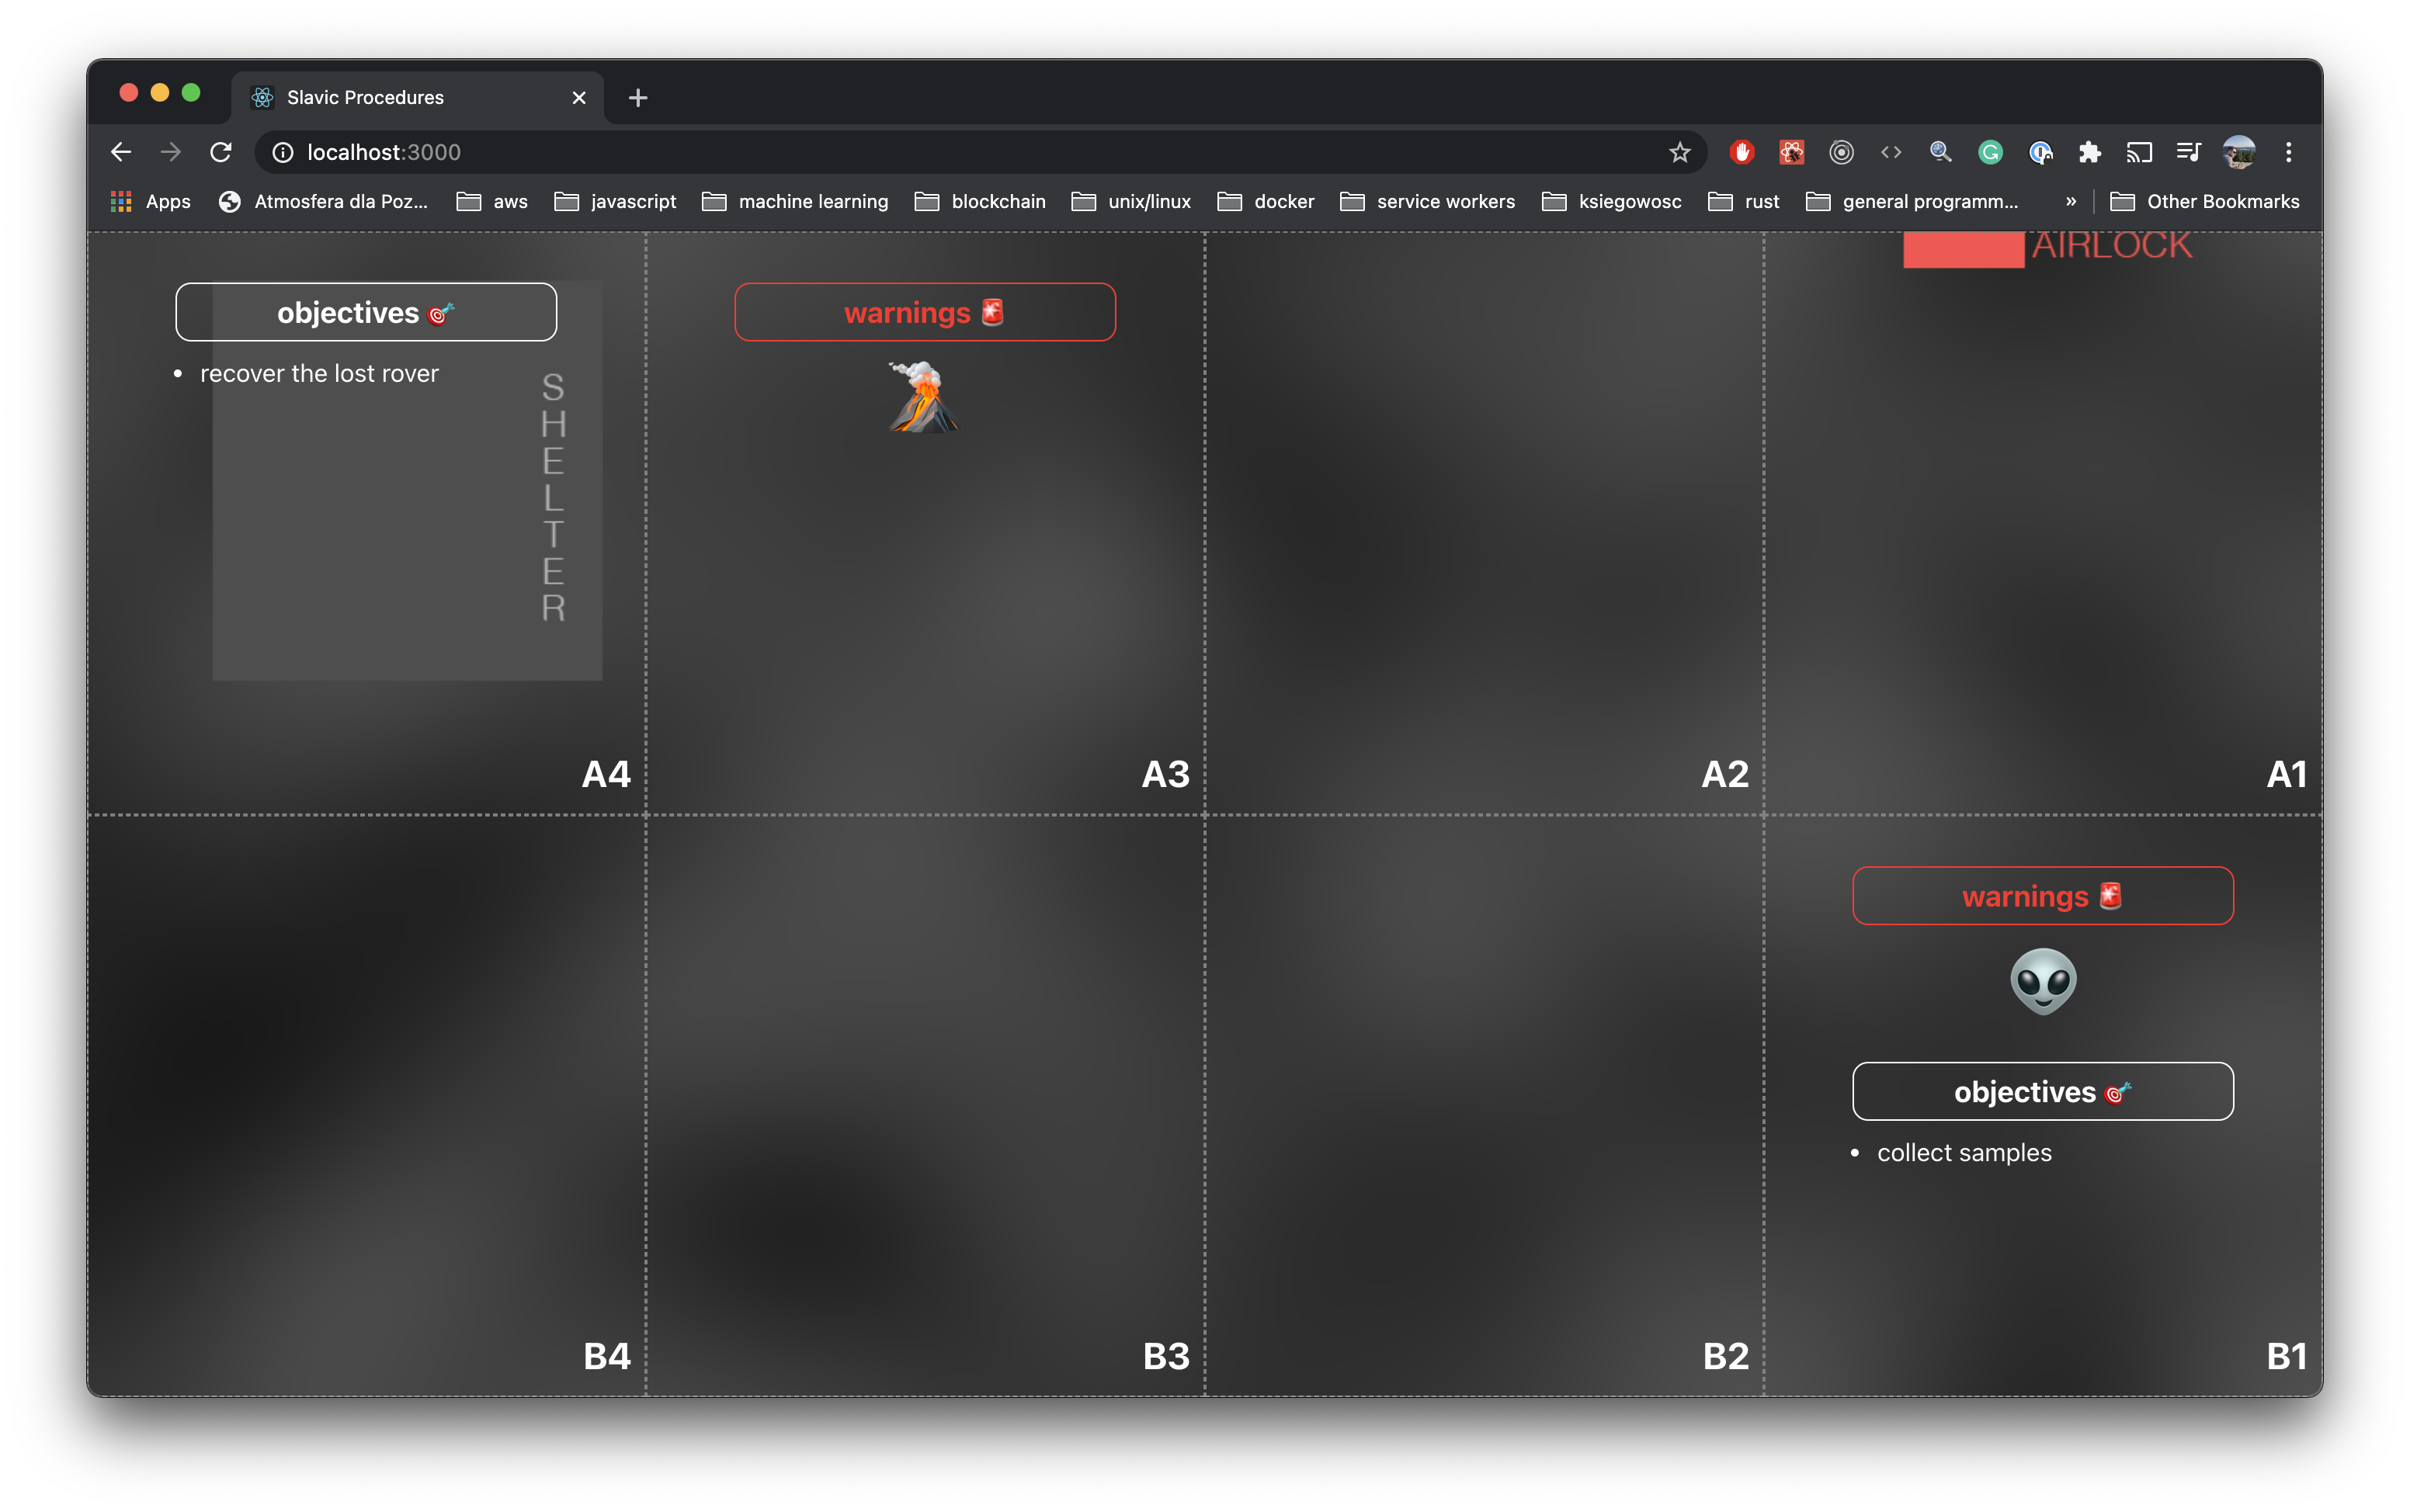 Slavic Procedures
localhost:3000
Apps Atmosfera dla Poz... aws javascript machine learning blockchain unix/linux docker service workers ksiegowosc rust general programm... » Other Bookmarks
AIRLOCK
objectives 🎯
recover the lost rover
SHELTER
A4
warnings 🚨
A3
A2
A1
B4
B3
B2
warnings 🚨
objectives 🎯
collect samples
B1